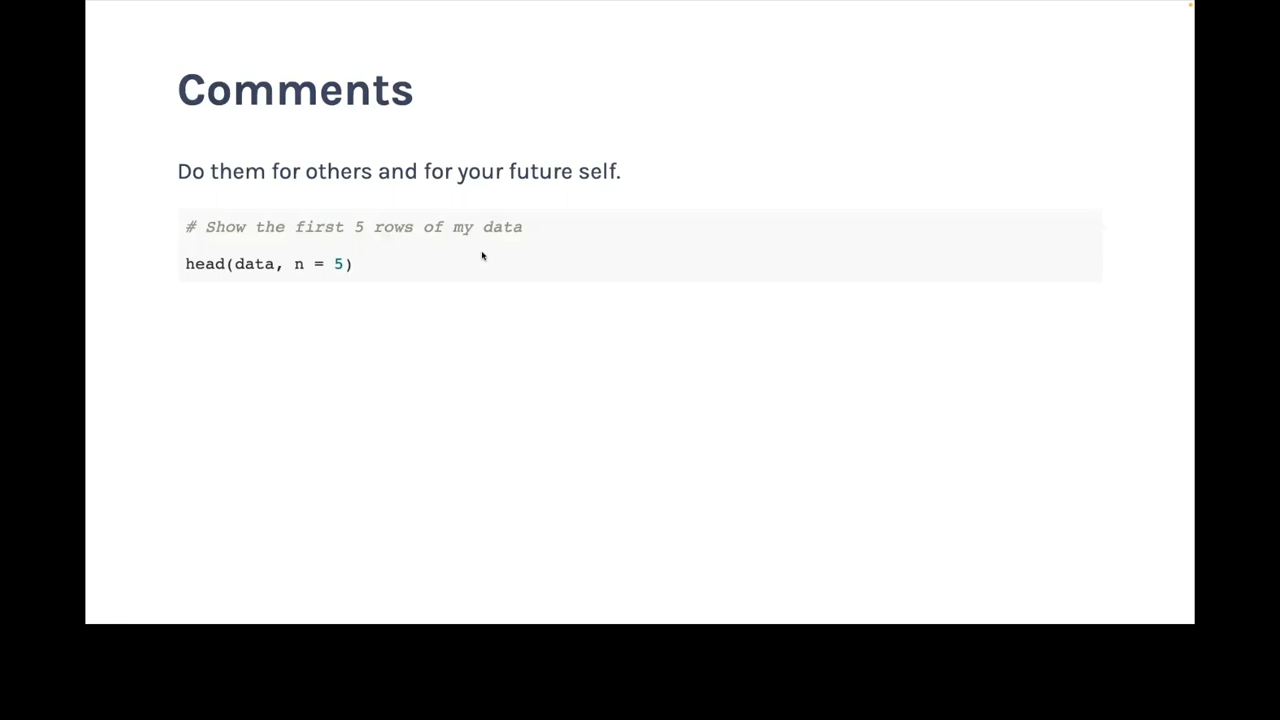 Comments
Do them for others and for your future self.
# Show the first 5 rows of my data
head(data, n = 5)